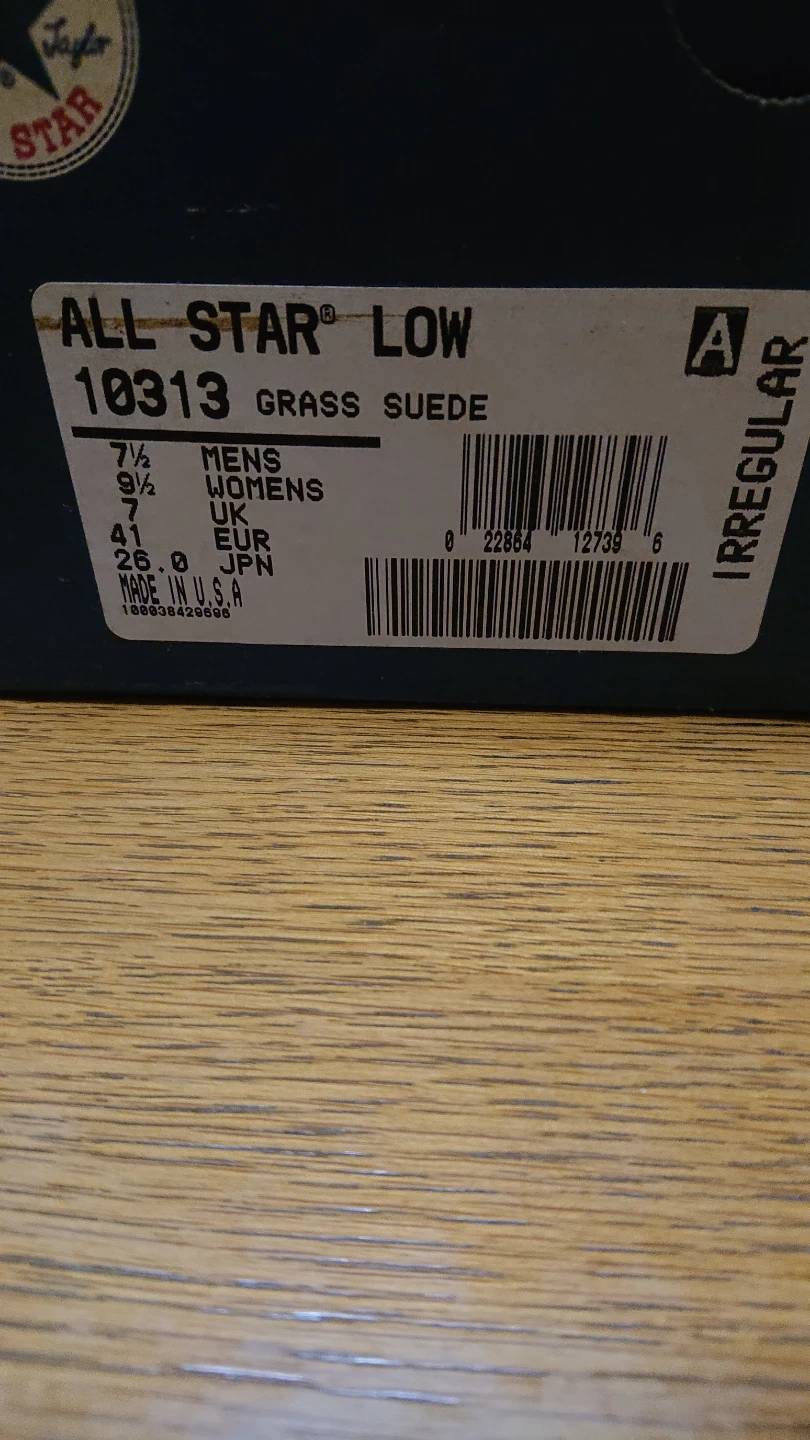 Taylor
®
STAR
ALL STAR® LOW
A
10313 GRASS SUEDE
IRREGULAR
7½ MENS
9½ WOMENS
7 UK
41 EUR
26.0 JPN
MADE IN U.S.A
100038429696
0 22864 12739 6